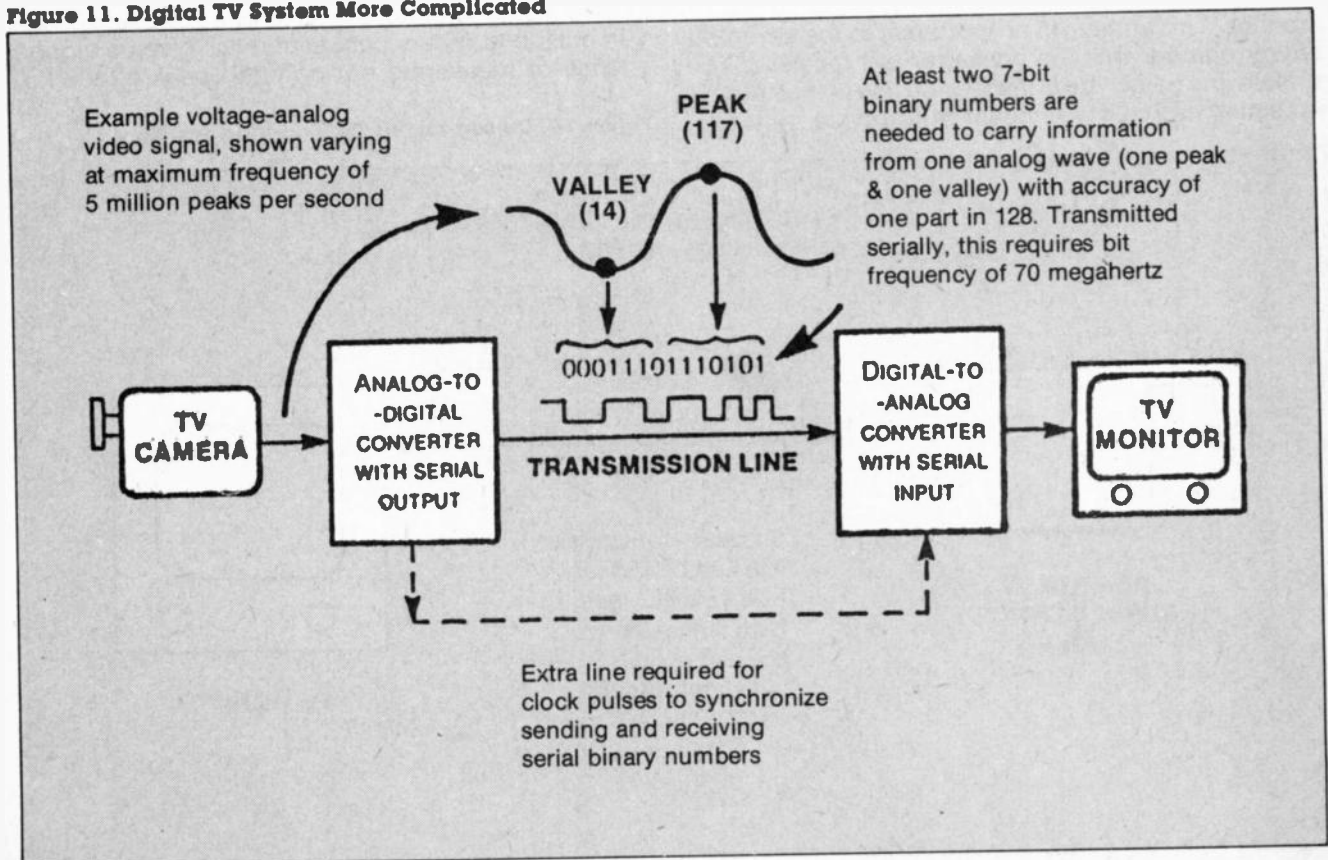 Figure 11. Digital TV System More Complicated
Example voltage-analog
video signal, shown varying
at maximum frequency of
5 million peaks per second
VALLEY
(14)
PEAK
(117)
At least two 7-bit
binary numbers are
needed to carry information
from one analog wave (one peak
& one valley) with accuracy of
one part in 128. Transmitted
serially, this requires bit
frequency of 70 megahertz
00011101110101
TV
CAMERA
ANALOG-TO
-DIGITAL
CONVERTER
WITH SERIAL
OUTPUT
TRANSMISSION LINE
DIGITAL-TO
-ANALOG
CONVERTER
WITH SERIAL
INPUT
TV
MONITOR
Extra line required for
clock pulses to synchronize
sending and receiving
serial binary numbers